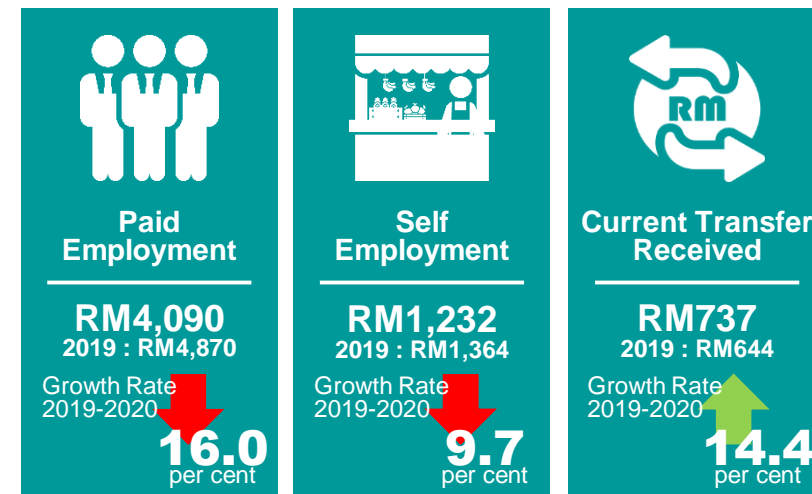 RM
Paid
Employment
RM4,090
2019 : RM4,870
Growth Rate
2019-2020
16.0
per cent
Self
Employment
RM1,232
2019 : RM1,364
Growth Rate
2019-2020
9.7
per cent
Current Transfer
Received
RM737
2019 : RM644
Growth Rate
2019-2020
14.4
per cent